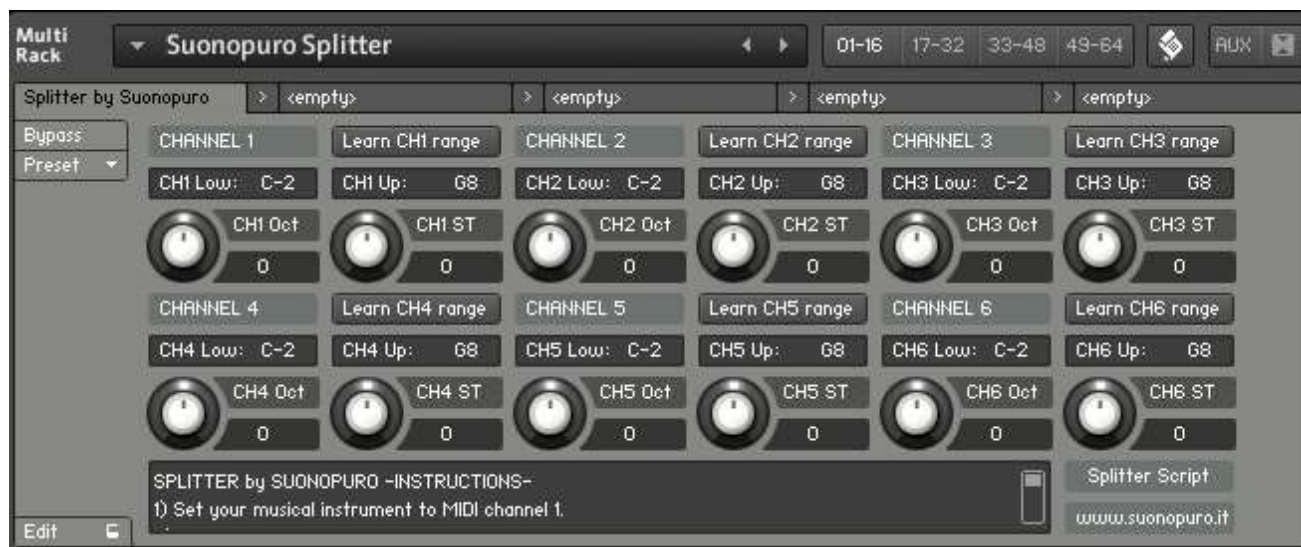 Multi
Rack
Suonopuro Splitter
01-16 17-32 33-48 49-64
AUX
Splitter by Suonopuro > <empty> > <empty> > <empty> > <empty>
Bypass
Preset
CHANNEL 1 Learn CH1 range CHANNEL 2 Learn CH2 range CHANNEL 3 Learn CH3 range
CH1 Low: C-2 CH1 Up: G8 CH2 Low: C-2 CH2 Up: G8 CH3 Low: C-2 CH3 Up: G8
CH1 Oct CH1 ST CH2 Oct CH2 ST CH3 Oct CH3 ST
0 0 0 0 0 0
CHANNEL 4 Learn CH4 range CHANNEL 5 Learn CH5 range CHANNEL 6 Learn CH6 range
CH4 Low: C-2 CH4 Up: G8 CH5 Low: C-2 CH5 Up: G8 CH6 Low: C-2 CH6 Up: G8
CH4 Oct CH4 ST CH5 Oct CH5 ST CH6 Oct CH6 ST
0 0 0 0 0 0
SPLITTER by SUONOPURO -INSTRUCTIONS-
1) Set your musical instrument to MIDI channel 1.
Splitter Script
www.suonopuro.it
Edit